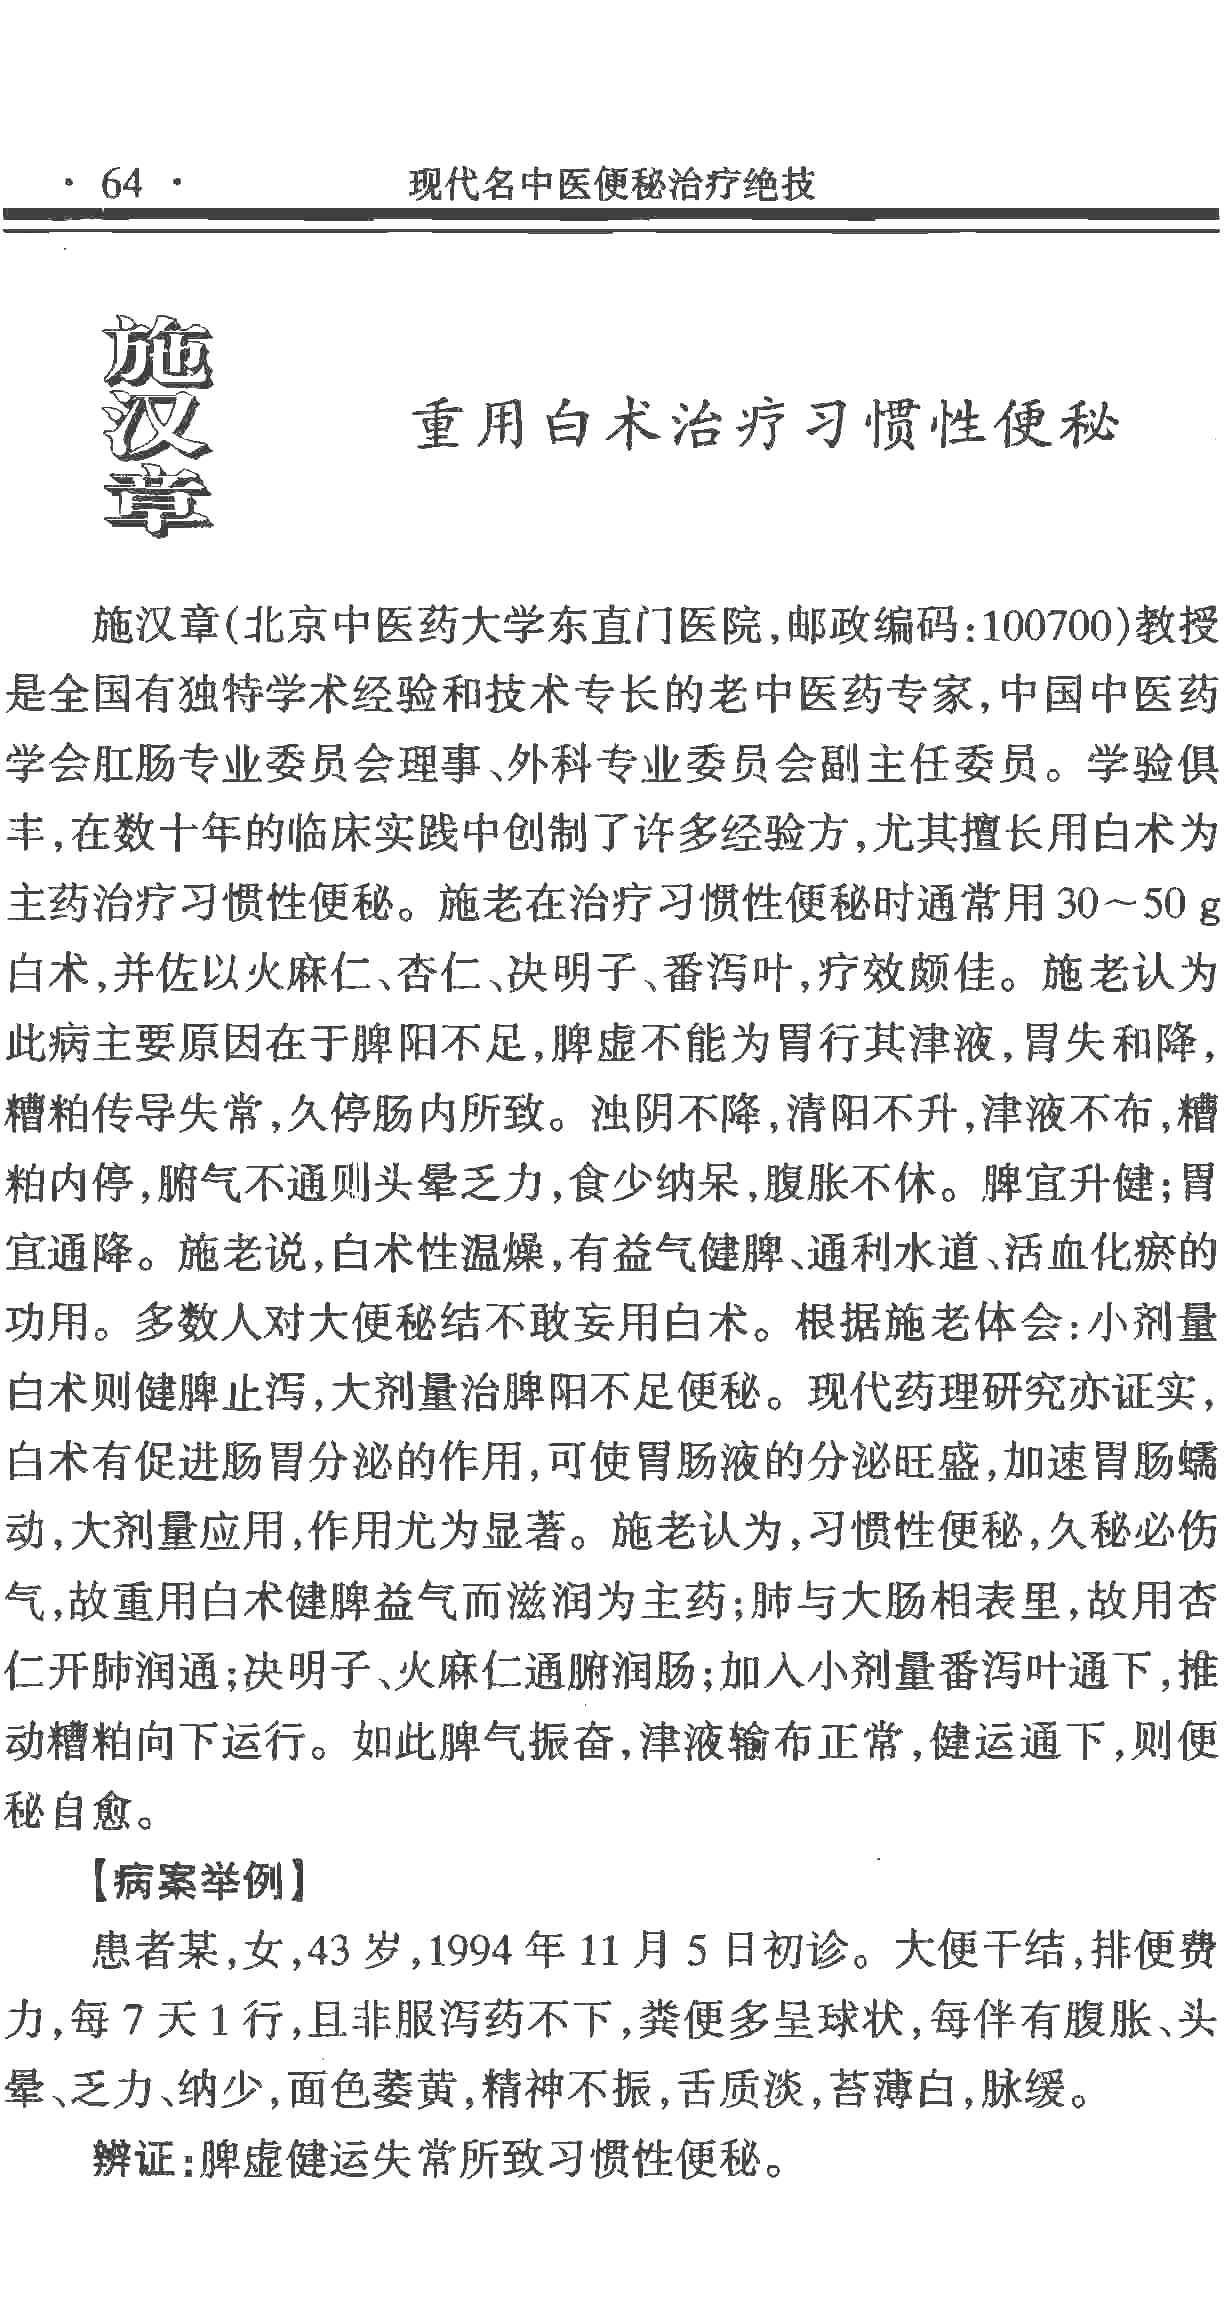 · 64 ·
现代名中医便秘治疗绝技
施汉章
重用白术治疗习惯性便秘
施汉章(北京中医药大学东直门医院,邮政编码:100700)教授
是全国有独特学术经验和技术专长的老中医药专家,中国中医药
学会肛肠专业委员会理事、外科专业委员会副主任委员。学验俱
丰,在数十年的临床实践中创制了许多经验方,尤其擅长用白术为
主药治疗习惯性便秘。施老在治疗习惯性便秘时通常用30～50 g
白术,并佐以火麻仁、杏仁、决明子、番泻叶,疗效颇佳。施老认为
此病主要原因在于脾阳不足,脾虚不能为胃行其津液,胃失和降,
糟粕传导失常,久停肠内所致。浊阴不降,清阳不升,津液不布,糟
粕内停,腑气不通则头晕乏力,食少纳呆,腹胀不休。脾宜升健;胃
宜通降。施老说,白术性温燥,有益气健脾、通利水道、活血化瘀的
功用。多数人对大便秘结不敢妄用白术。根据施老体会:小剂量
白术则健脾止泻,大剂量治脾阳不足便秘。现代药理研究亦证实,
白术有促进肠胃分泌的作用,可使胃肠液的分泌旺盛,加速胃肠蠕
动,大剂量应用,作用尤为显著。施老认为,习惯性便秘,久秘必伤
气,故重用白术健脾益气而滋润为主药;肺与大肠相表里,故用杏
仁开肺润通;决明子、火麻仁通腑润肠;加入小剂量番泻叶通下,推
动糟粕向下运行。如此脾气振奋,津液输布正常,健运通下,则便
秘自愈。
【病案举例】
患者某,女,43 岁,1994 年 11 月 5 日初诊。大便干结,排便费
力,每 7 天 1 行,且非服泻药不下,粪便多呈球状,每伴有腹胀、头
晕、乏力、纳少,面色萎黄,精神不振,舌质淡,苔薄白,脉缓。
辨证:脾虚健运失常所致习惯性便秘。